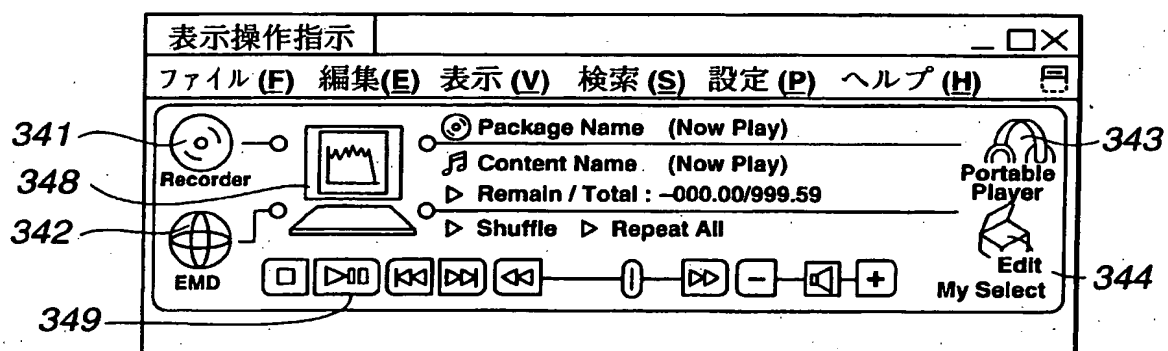 表示操作指示
ファイル (F) 編集(E) 表示 (V) 検索 (S) 設定 (P) ヘルプ (H)
341
Recorder
348
342
EMD
349
Package Name (Now Play)
Content Name (Now Play)
Remain / Total : –000.00/999.59
Shuffle Repeat All
343
Portable
Player
Edit
My Select
344